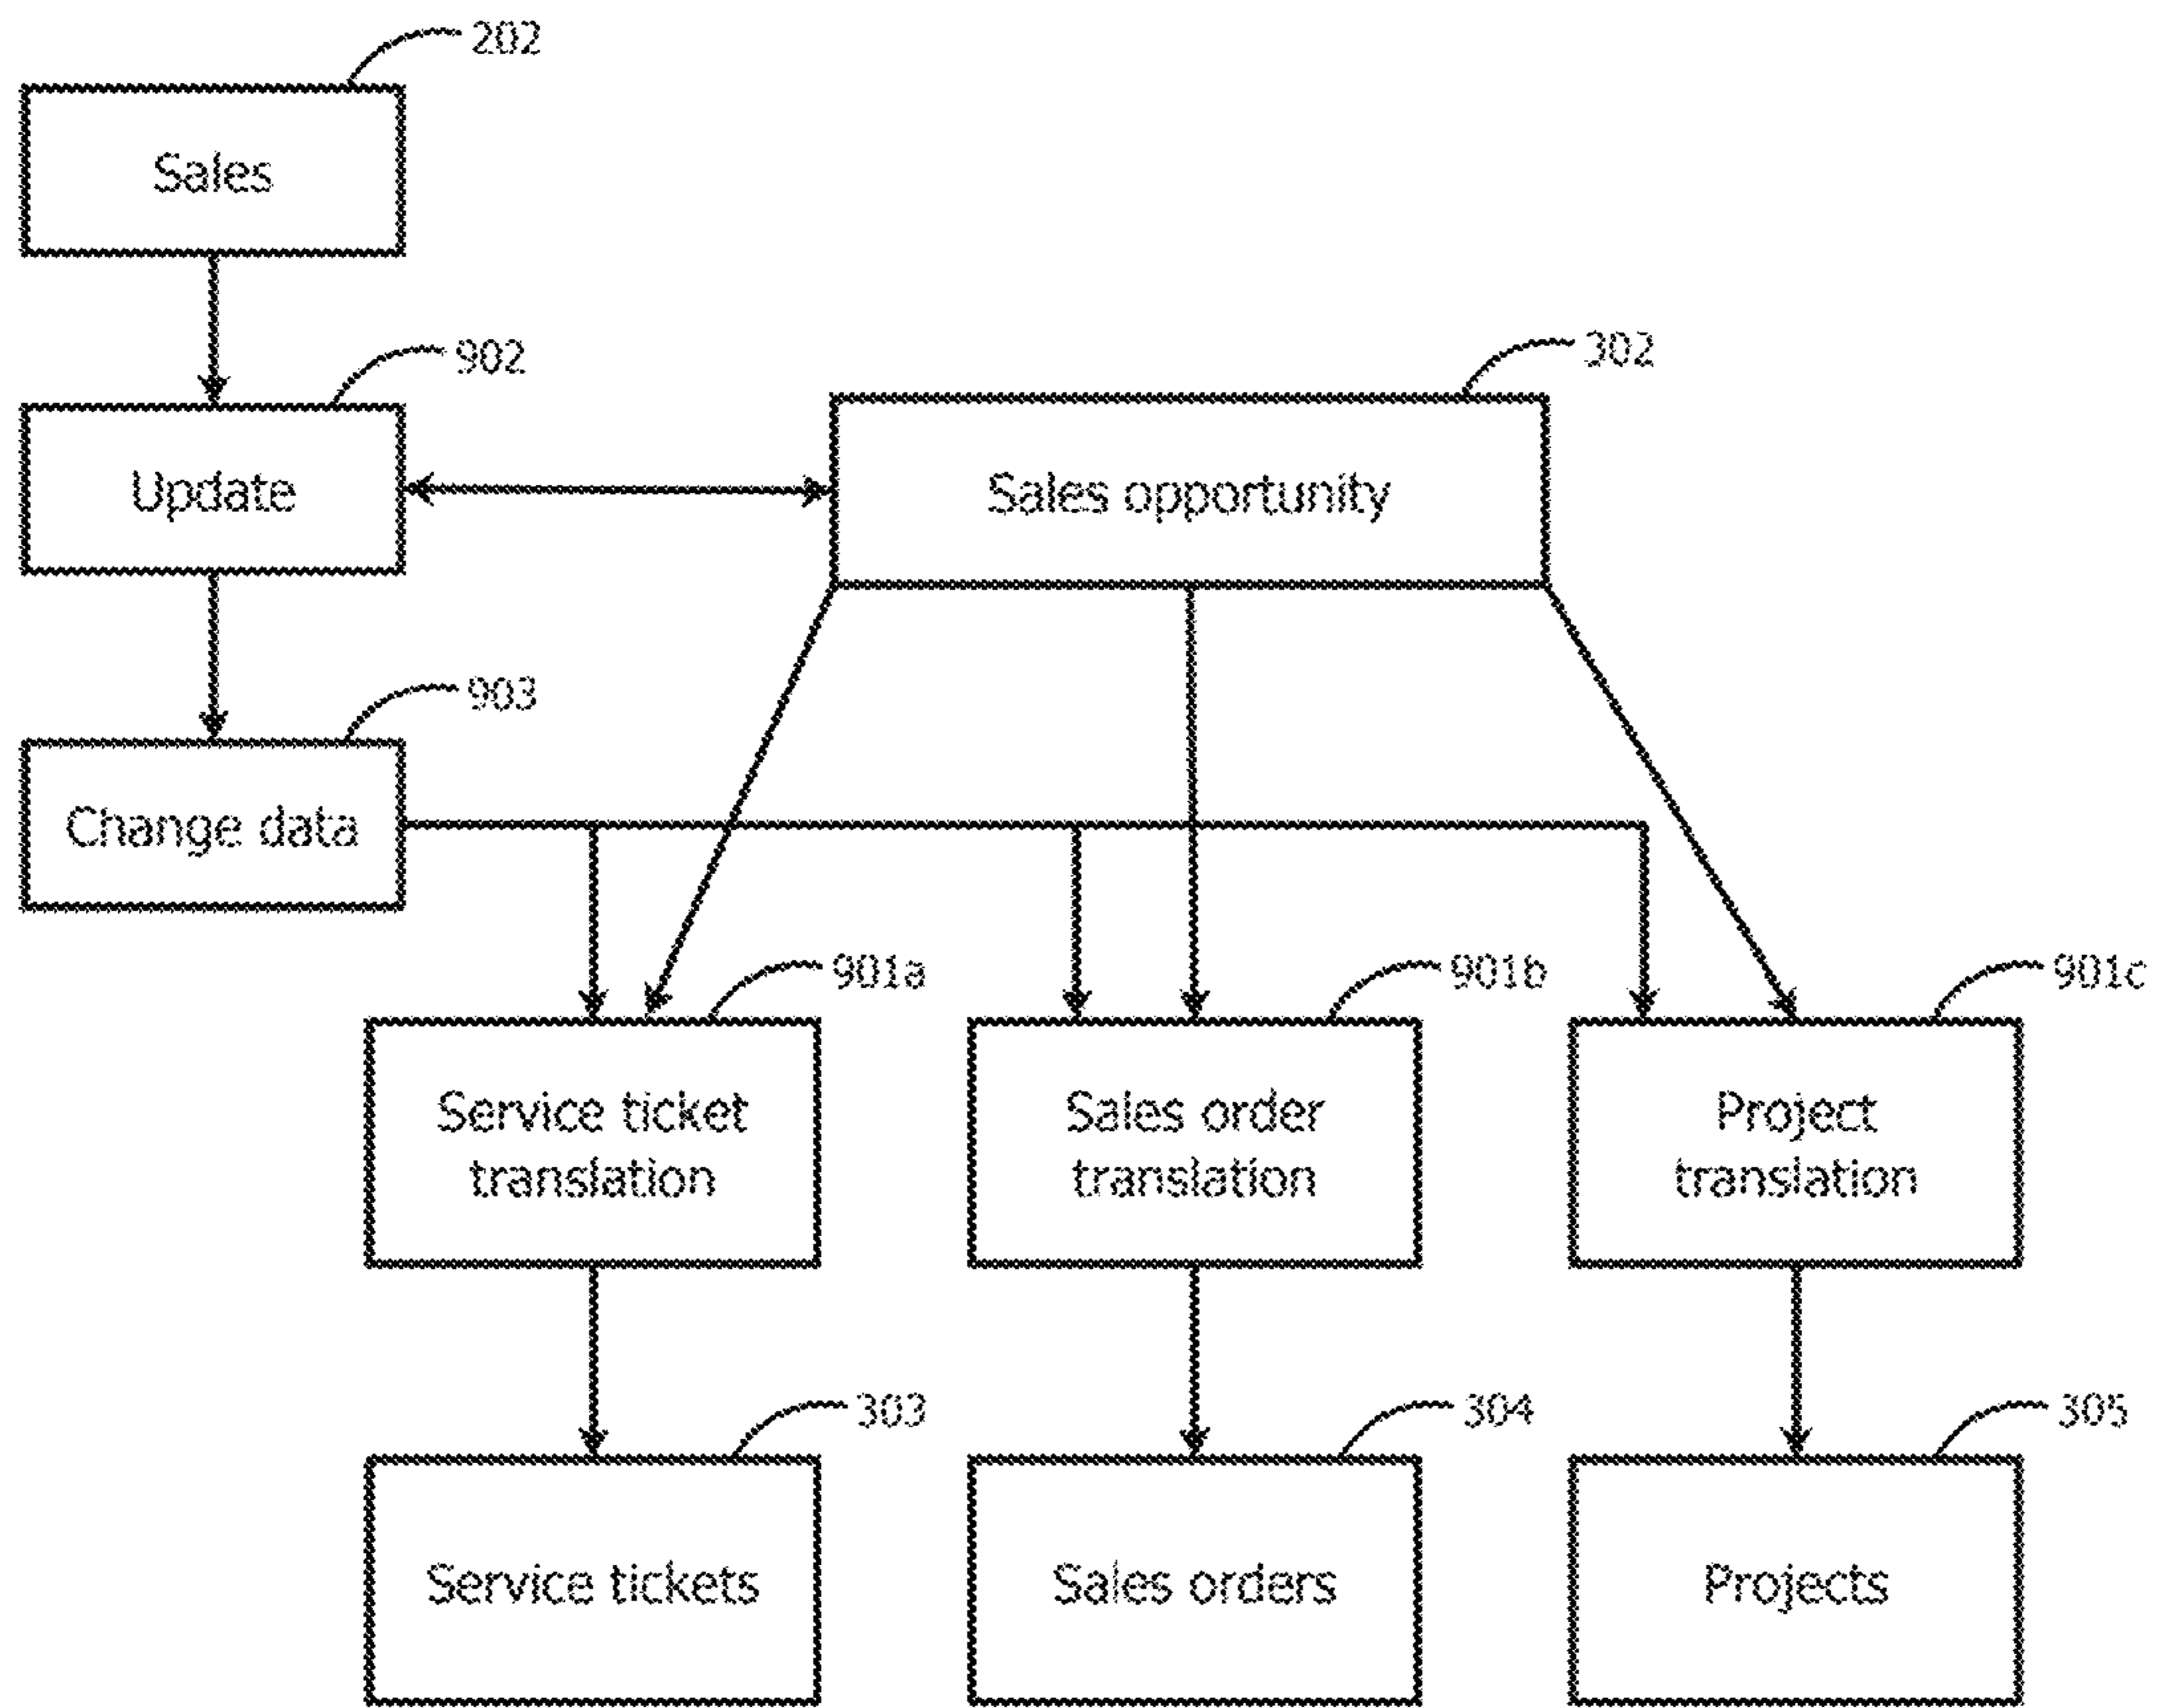 202
Sales
902
302
Update
Sales opportunity
903
Change data
901a
901b
901c
Service ticket
translation
Sales order
translation
Project
translation
303
304
305
Service tickets
Sales orders
Projects